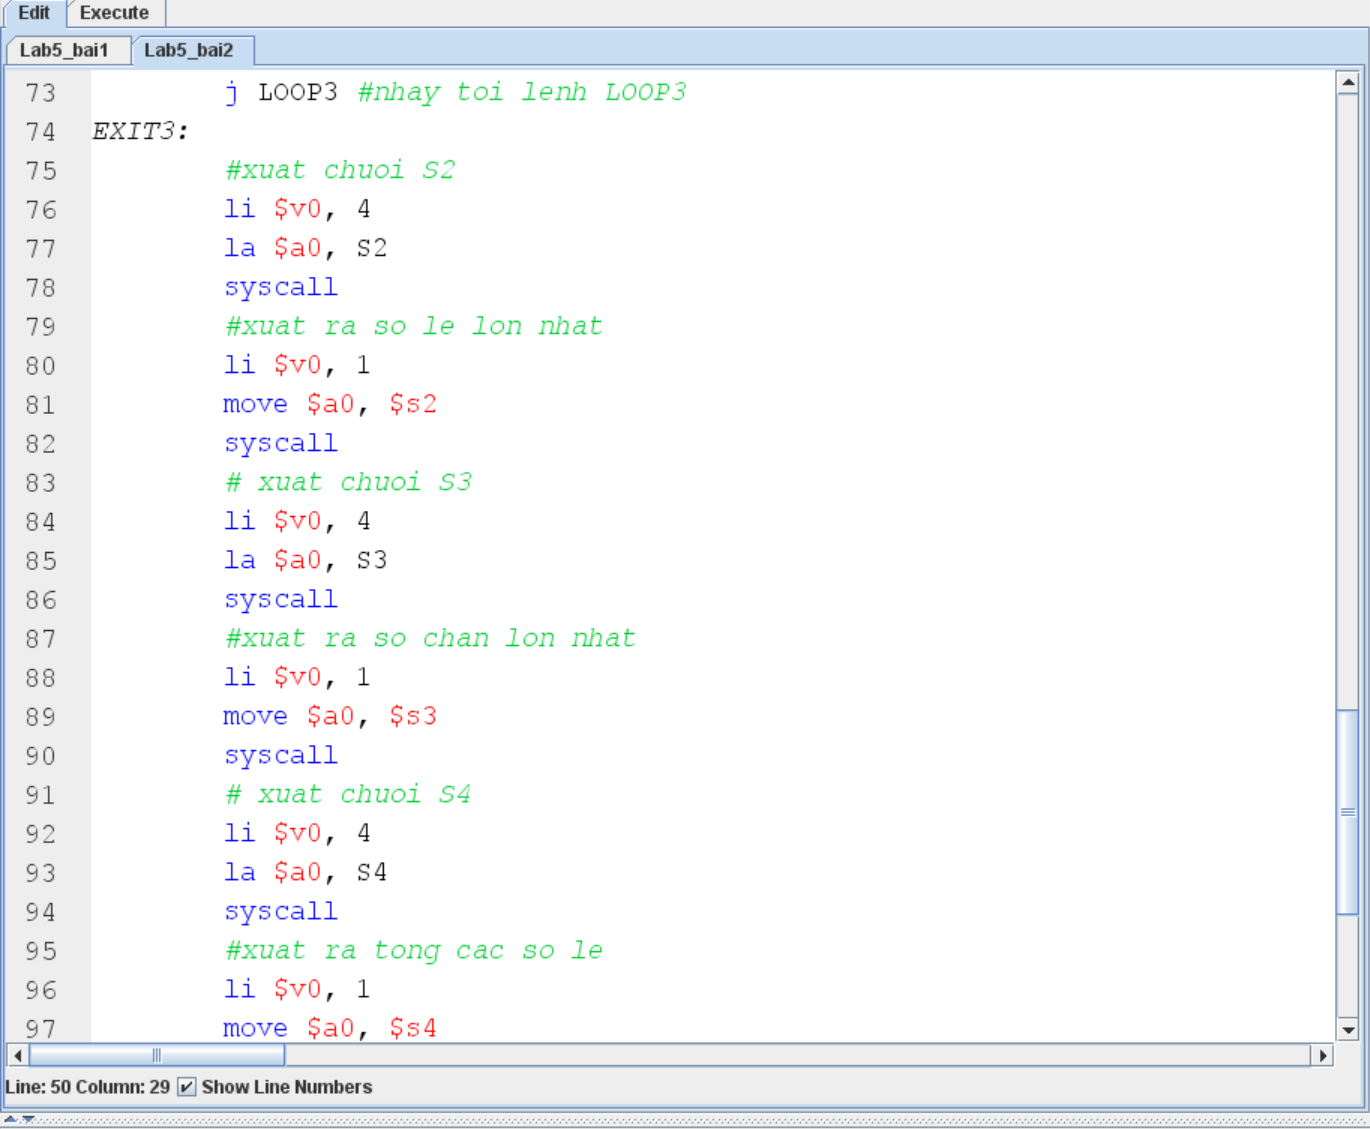 Edit Execute
Lab5_bai1 Lab5_bai2
73 j LOOP3 #nhay toi lenh LOOP3
74 EXIT3:
75 #xuat chuoi S2
76 li $v0, 4
77 la $a0, S2
78 syscall
79 #xuat ra so le lon nhat
80 li $v0, 1
81 move $a0, $s2
82 syscall
83 # xuat chuoi S3
84 li $v0, 4
85 la $a0, S3
86 syscall
87 #xuat ra so chan lon nhat
88 li $v0, 1
89 move $a0, $s3
90 syscall
91 # xuat chuoi S4
92 li $v0, 4
93 la $a0, S4
94 syscall
95 #xuat ra tong cac so le
96 li $v0, 1
97 move $a0, $s4
Line: 50 Column: 29 Show Line Numbers